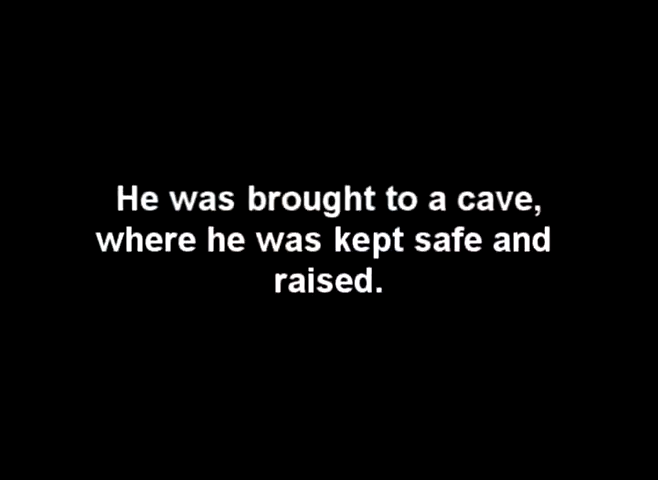 He was brought to a cave,
where he was kept safe and
raised.